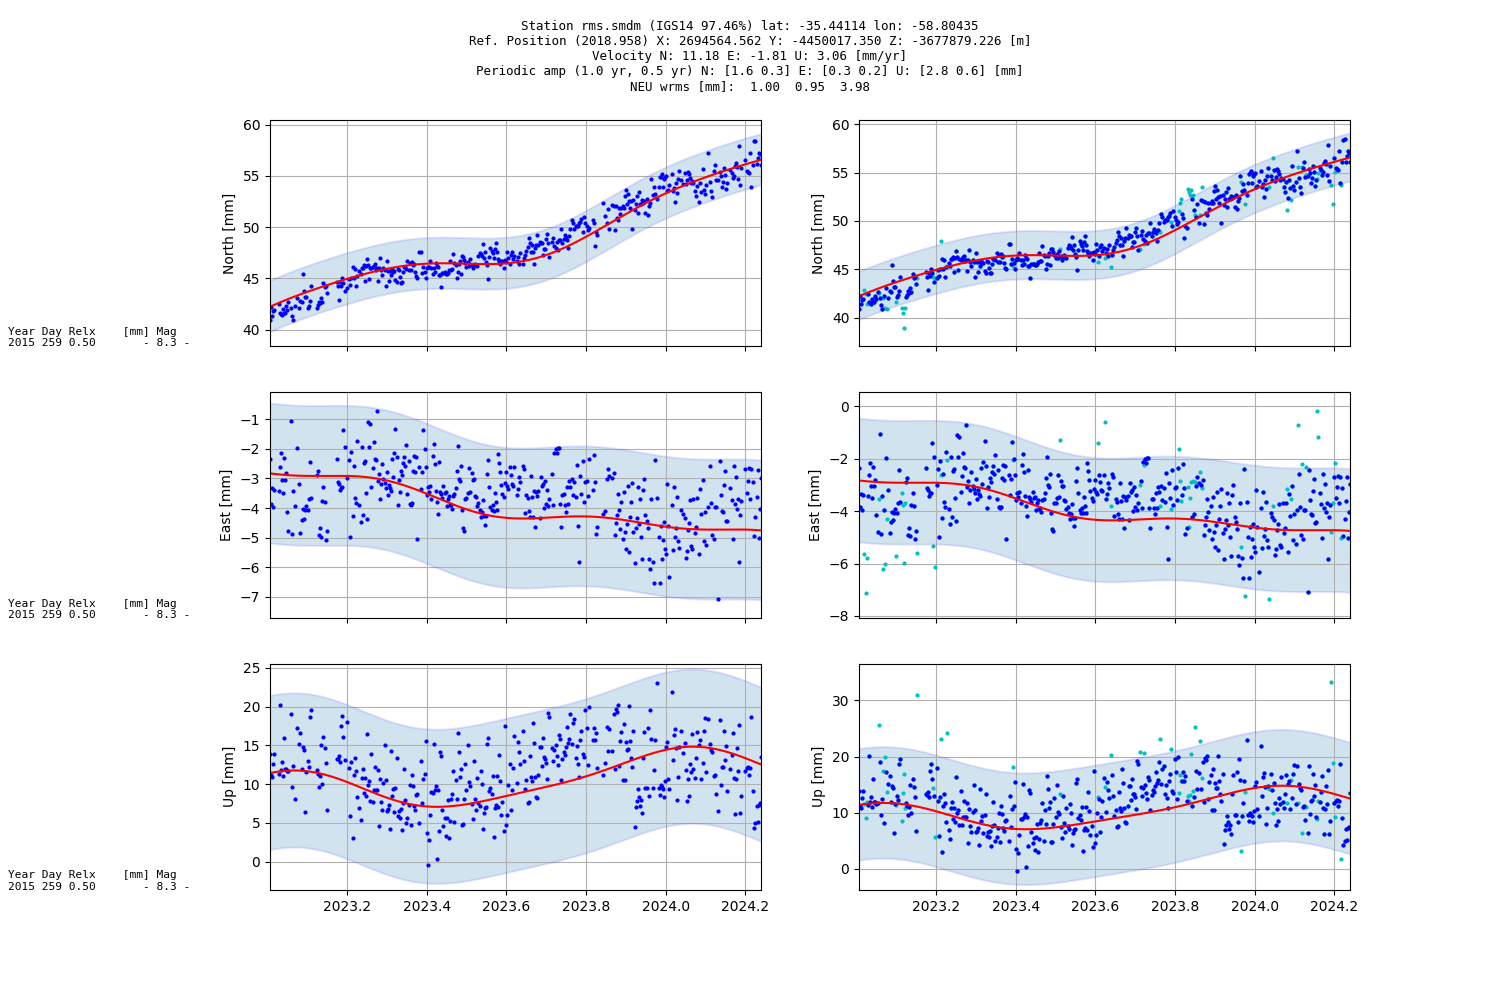 Station rms.smdm (IGS14 97.46%) lat: -35.44114 lon: -58.80435
Ref. Position (2018.958) X: 2694564.562 Y: -4450017.350 Z: -3677879.226 [m]
Velocity N: 11.18 E: -1.81 U: 3.06 [mm/yr]
Periodic amp (1.0 yr, 0.5 yr) N: [1.6 0.3] E: [0.3 0.2] U: [2.8 0.6] [mm]
NEU wrms [mm]:  1.00  0.95  3.98
60
55
50
45
40
North [mm]
60
55
50
45
40
North [mm]
Year Day Relx    [mm] Mag
2015 259 0.50       - 8.3 -
−1
−2
−3
−4
−5
−6
−7
East [mm]
0
−2
−4
−6
−8
East [mm]
Year Day Relx    [mm] Mag
2015 259 0.50       - 8.3 -
25
20
15
10
5
0
Up [mm]
30
20
10
0
Up [mm]
Year Day Relx    [mm] Mag
2015 259 0.50       - 8.3 -
2023.2 2023.4 2023.6 2023.8 2024.0 2024.2
2023.2 2023.4 2023.6 2023.8 2024.0 2024.2